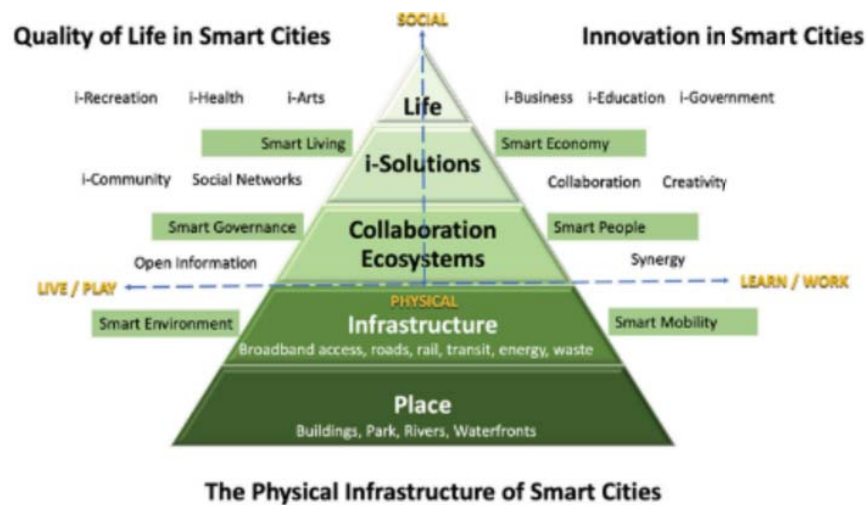 SOCIAL
Quality of Life in Smart Cities
Innovation in Smart Cities
i-Recreation i-Health i-Arts
Life
i-Business i-Education i-Government
Smart Living
Smart Economy
i-Solutions
i-Community Social Networks
Collaboration Creativity
Smart Governance
Collaboration
Ecosystems
Smart People
Open Information
Synergy
LIVE / PLAY
LEARN / WORK
PHYSICAL
Smart Environment
Infrastructure
Smart Mobility
Broadband access, roads, rail, transit, energy, waste
Place
Buildings, Park, Rivers, Waterfronts
The Physical Infrastructure of Smart Cities